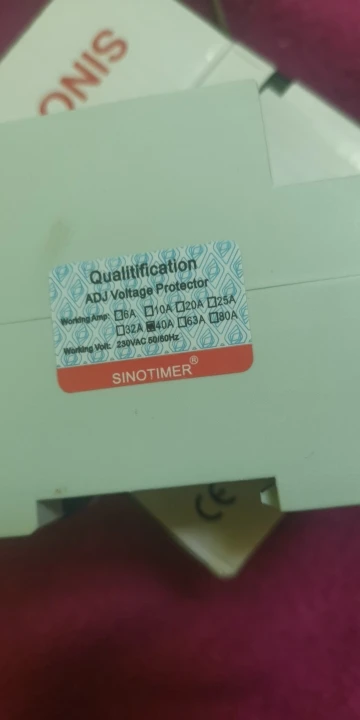 SINO
Qualitification
ADJ Voltage Protector
Working Amp: □6A □10A □20A □25A
□32A ■40A □63A □80A
Working Volt: 230VAC 50/60Hz
SINOTIMER®
CE